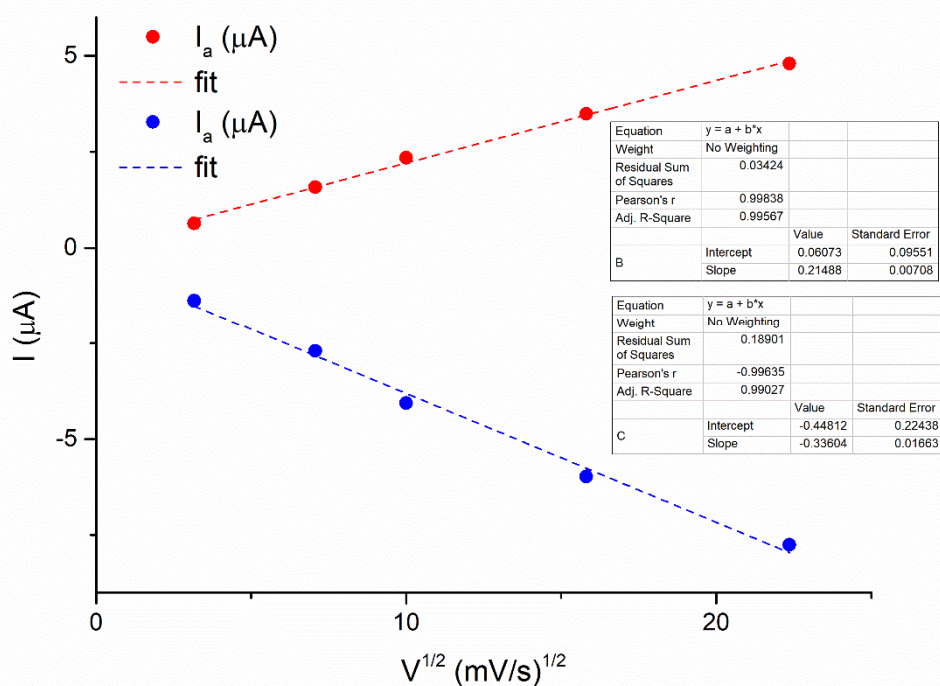 I_a (μA)
fit
I_a (μA)
fit
5
0
-5
I (μA)
0
10
20
V^1/2 (mV/s)^1/2
Equation y = a + b*x
Weight No Weighting
Residual Sum of Squares 0.03424
Pearson's r 0.99838
Adj. R-Square 0.99567
Value Standard Error
B Intercept 0.06073 0.09551
Slope 0.21488 0.00708
Equation y = a + b*x
Weight No Weighting
Residual Sum of Squares 0.18901
Pearson's r -0.99635
Adj. R-Square 0.99027
Value Standard Error
C Intercept -0.44812 0.22438
Slope -0.33604 0.01663